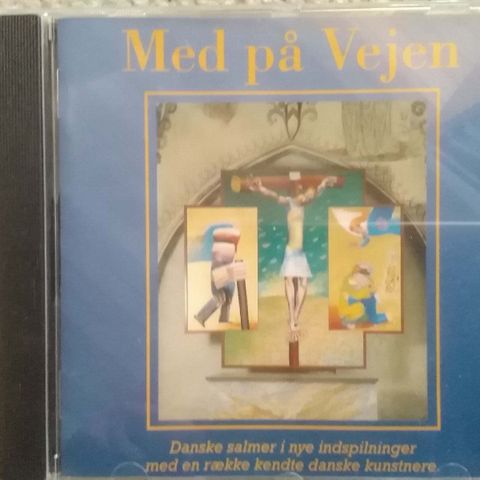 Med på Vejen
Danske salmer i nye indspilninger
med en række kendte danske kunstnere.